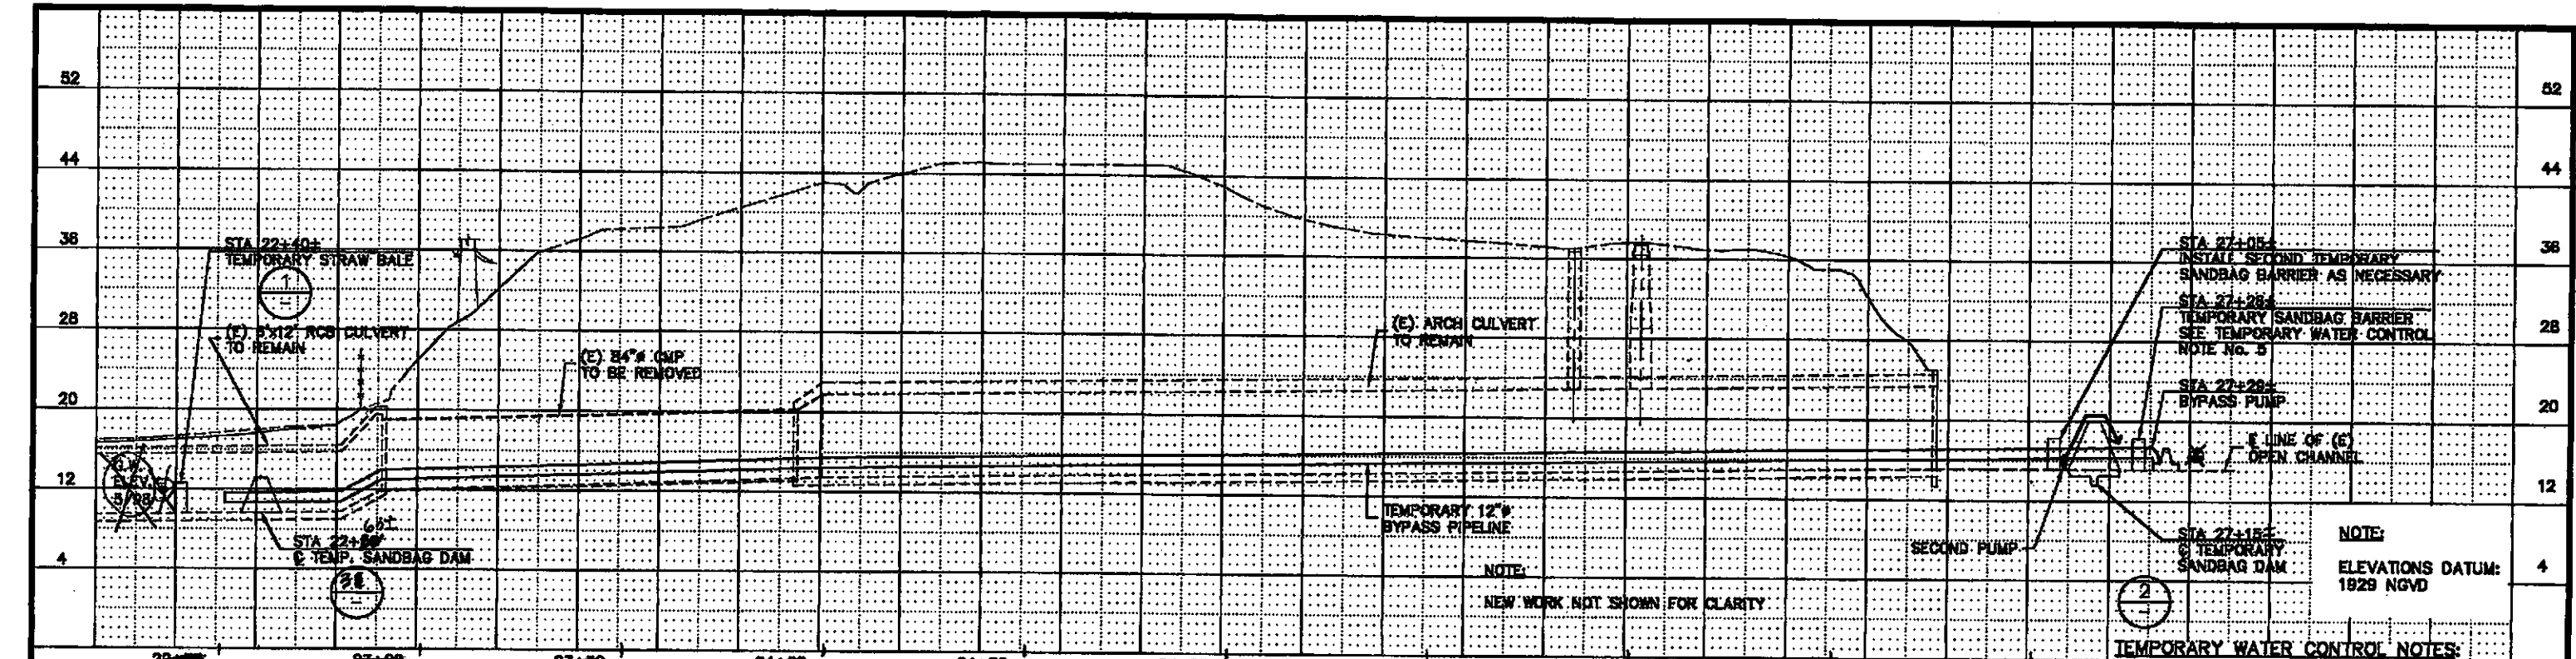 52
52
44
44
36
36
28
28
20
20
12
12
4
4
STA 22+40±
TEMPORARY STRAW BALE
1
(E) 12" RCB CULVERT
TO REMAIN
(E) 84"ø CMP
TO BE REMOVED
(E) ARCH CULVERT
TO REMAIN
STA 27+05±
INSTALL SECOND TEMPORARY
SANDBAG BARRIER AS NECESSARY
STA 27+28±
TEMPORARY SANDBAG BARRIER
SEE TEMPORARY WATER CONTROL
NOTE No. 5
STA 27+29±
BYPASS PUMP
LINE OF (E)
OPEN CHANNEL
G.W.
ELEV.
5/98
65±
STA
℄ TEMP. SANDBAG DAM
TEMPORARY 12"ø
BYPASS PIPELINE
SECOND PUMP
STA 27+15±
℄ TEMPORARY
SANDBAG DAM
2
NOTE:
NEW WORK NOT SHOWN FOR CLARITY
NOTE:
ELEVATIONS DATUM:
1929 NGVD
TEMPORARY WATER CONTROL NOTES: